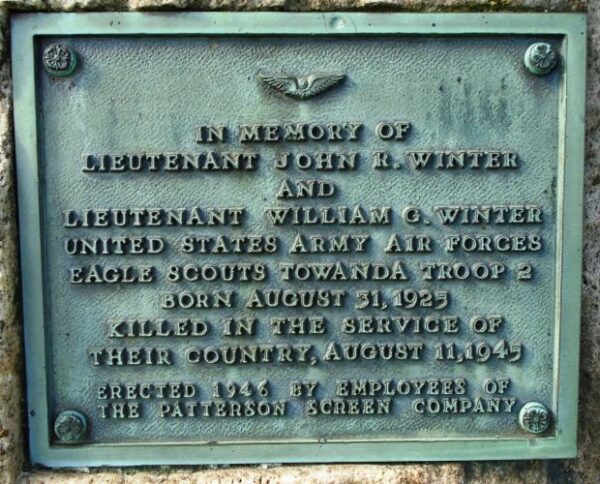 IN MEMORY OF
LIEUTENANT JOHN R. WINTER
AND
LIEUTENANT WILLIAM G. WINTER
UNITED STATES ARMY AIR FORCES
EAGLE SCOUTS TOWANDA TROOP 2
BORN AUGUST 31, 1925
KILLED IN THE SERVICE OF
THEIR COUNTRY, AUGUST 11, 1945
ERECTED 1946 BY EMPLOYEES OF
THE PATTERSON SCREEN COMPANY